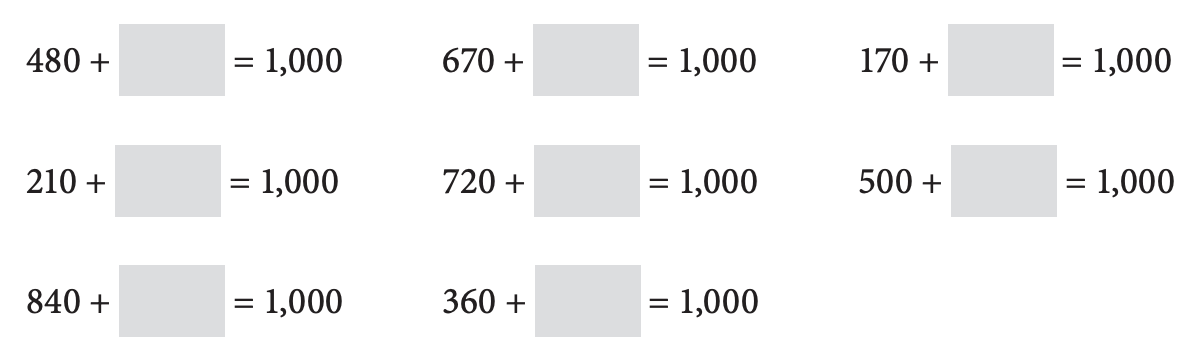 480 + = 1,000 670 + = 1,000 170 + = 1,000
210 + = 1,000 720 + = 1,000 500 + = 1,000
840 + = 1,000 360 + = 1,000